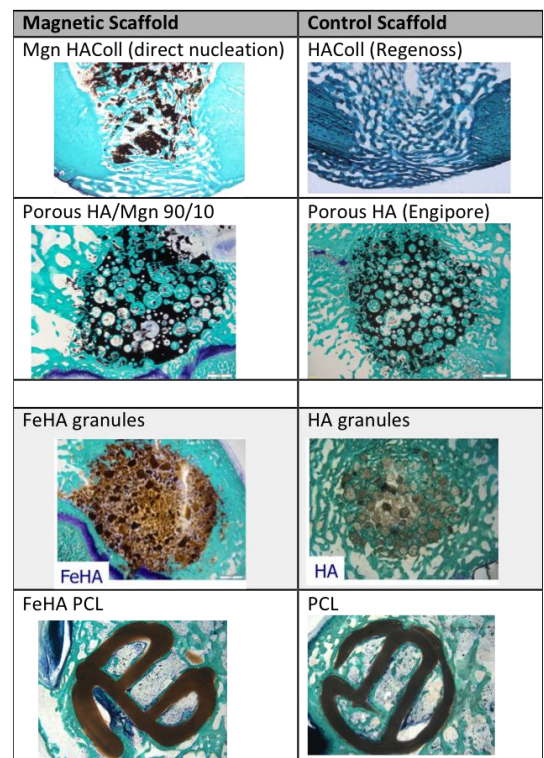 Magnetic Scaffold
Control Scaffold
Mgn HAColl (direct nucleation)
HAColl (Regenoss)
Porous HA/Mgn 90/10
Porous HA (Engipore)
FeHA granules
HA granules
FeHA
HA
FeHA PCL
PCL